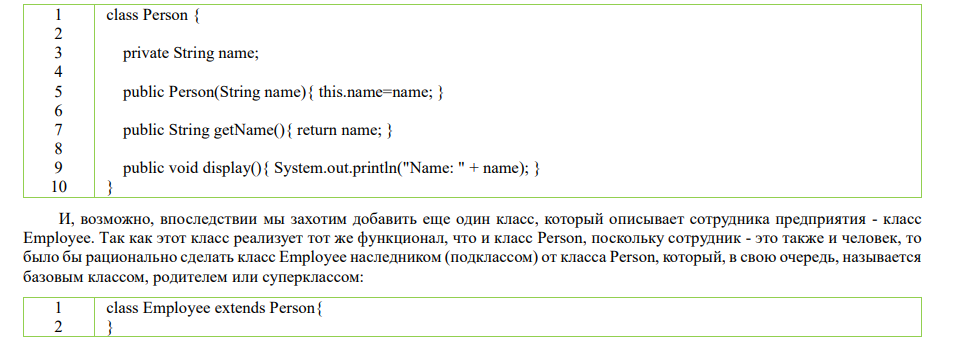 1 class Person {
2
3 private String name;
4
5 public Person(String name){ this.name=name; }
6
7 public String getName(){ return name; }
8
9 public void display(){ System.out.println("Name: " + name); }
10 }
И, возможно, впоследствии мы захотим добавить еще один класс, который описывает сотрудника предприятия - класс
Employee. Так как этот класс реализует тот же функционал, что и класс Person, поскольку сотрудник - это также и человек, то
было бы рационально сделать класс Employee наследником (подклассом) от класса Person, который, в свою очередь, называется
базовым классом, родителем или суперклассом:
1 class Employee extends Person{
2 }